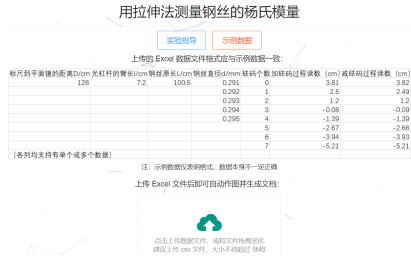 用拉伸法测量钢丝的杨氏模量
实验指导 示例数据
上传的 Excel 数据文件格式应与示例数据一致：
标尺到平面镜的距离D/cm 光杠杆的臂长l/cm 钢丝原长L/cm 钢丝直径d/mm 砝码个数 加砝码过程读数（cm） 减砝码过程读数（cm）
128 7.2 100.5 0.291 0 3.81 3.82
0.292 1 2.5 2.49
0.293 2 1.2 1.2
0.294 3 -0.08 -0.09
0.295 4 -1.39 -1.39
5 -2.67 -2.66
6 -3.94 -3.93
7 -5.21 -5.21
（各列均支持有单个或多个数据）
注：示例数据仅表明格式，数据本身不一定正确
上传 Excel 文件后即可自动作图并生成文档：
点击上传数据文件，或将文件拖拽至此
建议上传 csv 文件，大小不得超过 5MB